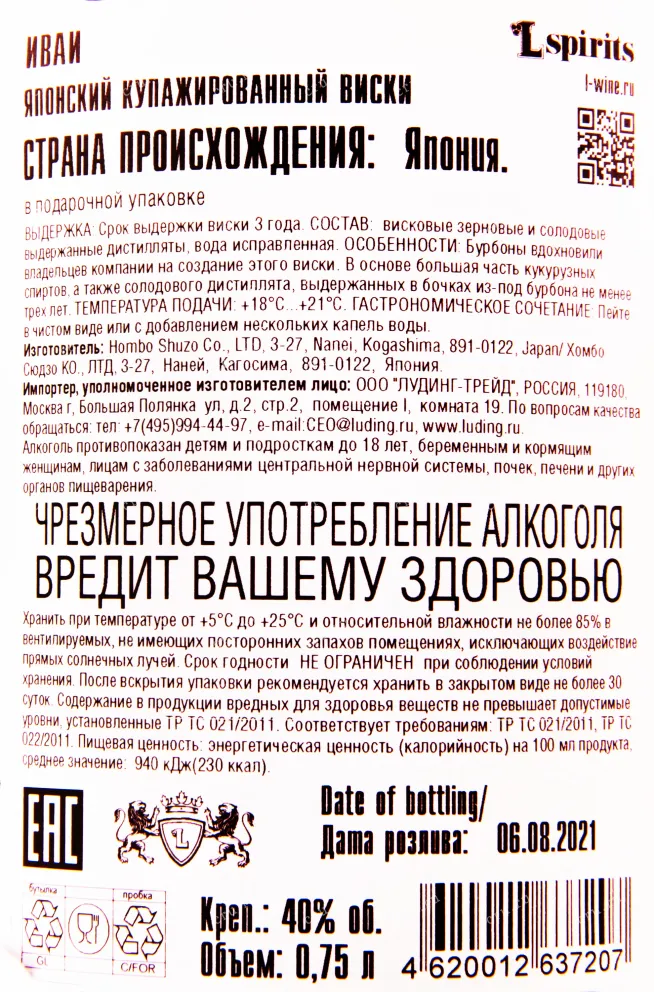 ИВАИ
L spirits
l-wine.ru
ЯПОНСКИЙ КУПАЖИРОВАННЫЙ ВИСКИ
СТРАНА ПРОИСХОЖДЕНИЯ: Япония.
в подарочной упаковке
ВЫДЕРЖКА: Срок выдержки виски 3 года. СОСТАВ: висковые зерновые и солодовые
выдержанные дистилляты, вода исправленная. ОСОБЕННОСТИ: Бурбоны вдохновили
владельцев компании на создание этого виски. В основе большая часть кукурузных
спиртов, а также солодового дистиллята, выдержанных в бочках из-под бурбона не менее
трех лет. ТЕМПЕРАТУРА ПОДАЧИ: +18°C...+21°C. ГАСТРОНОМИЧЕСКОЕ СОЧЕТАНИЕ: Пейте
в чистом виде или с добавлением нескольких капель воды.
Изготовитель: Hombo Shuzo Co., LTD, 3-27, Nanei, Kogashima, 891-0122, Japan/ Хомбо
Сюдзо КО., ЛТД, 3-27, Наней, Кагосима, 891-0122, Япония.
Импортер, уполномоченное изготовителем лицо: ООО "ЛУДИНГ-ТРЕЙД", РОССИЯ, 119180,
Москва г, Большая Полянка ул, д.2, стр.2, помещение I, комната 19. По вопросам качества
обращаться: тел: +7(495)994-44-97, e-mail:CEO@luding.ru, www.luding.ru.
Алкоголь противопоказан детям и подросткам до 18 лет, беременным и кормящим
женщинам, лицам с заболеваниями центральной нервной системы, почек, печени и других
органов пищеварения.
ЧРЕЗМЕРНОЕ УПОТРЕБЛЕНИЕ АЛКОГОЛЯ
ВРЕДИТ ВАШЕМУ ЗДОРОВЬЮ
Хранить при температуре от +5°C до +25°C и относительной влажности не более 85% в
вентилируемых, не имеющих посторонних запахов помещениях, исключающих воздействие
прямых солнечных лучей. Срок годности НЕ ОГРАНИЧЕН при соблюдении условий
хранения. После вскрытия упаковки рекомендуется хранить в закрытом виде не более 30
суток. Содержание в продукции вредных для здоровья веществ не превышает допустимые
уровни, установленные ТР ТС 021/2011. Соответствует требованиям: ТР ТС 021/2011, ТР ТС
022/2011. Пищевая ценность: энергетическая ценность (калорийность) на 100 мл продукта,
среднее значение: 940 кДж(230 ккал).
EAC
L
Date of bottling/
Дата розлива: 06.08.2021
бутылка
пробка
GL
C/FOR
Креп.: 40% об.
Объем: 0,75 л
4 620012 637207